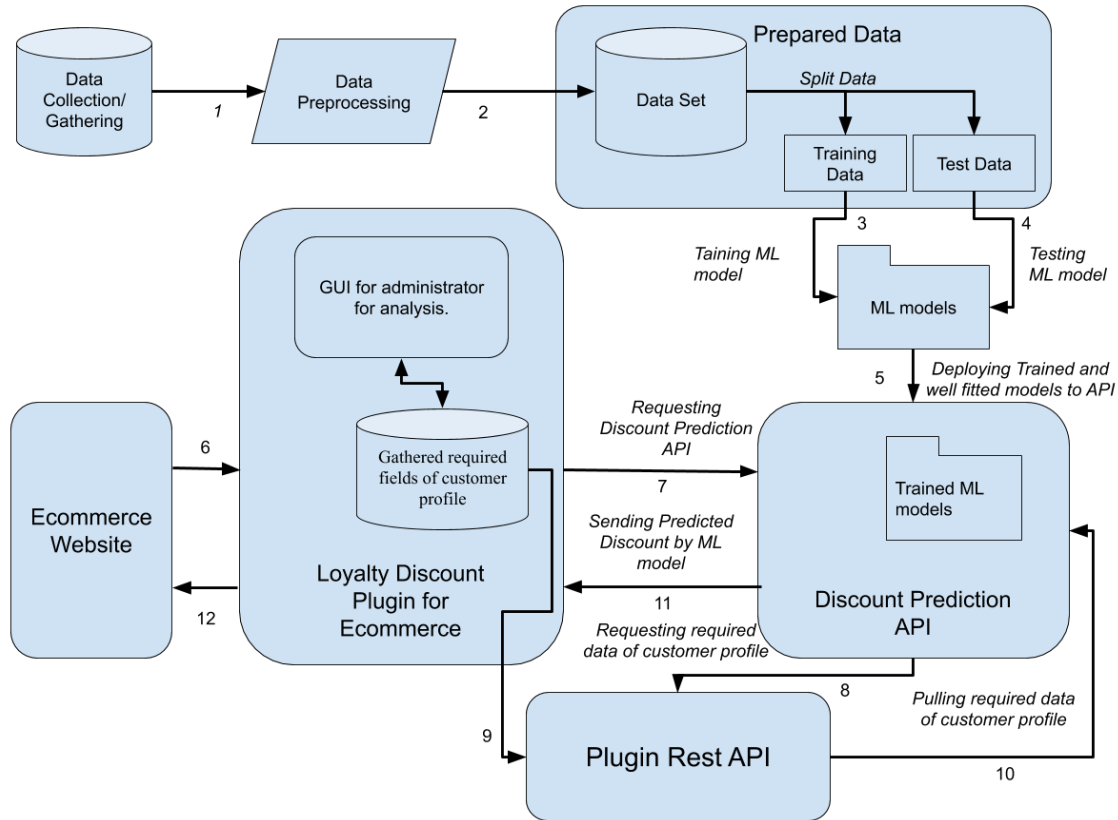 Prepared Data
Data
Collection/
Gathering
1
Data
Preprocessing
2
Data Set
Split Data
Training
Data
Test Data
3
4
Taining ML
model
Testing
ML model
ML models
5
Deploying Trained and
well fitted models to API
GUI for administrator
for analysis.
Gathered required
fields of customer
profile
Loyalty Discount
Plugin for
Ecommerce
Ecommerce
Website
6
12
Requesting
Discount Prediction
API
7
Sending Predicted
Discount by ML
model
11
Trained ML
models
Discount Prediction
API
Requesting required
data of customer profile
8
9
Plugin Rest API
Pulling required data
of customer profile
10